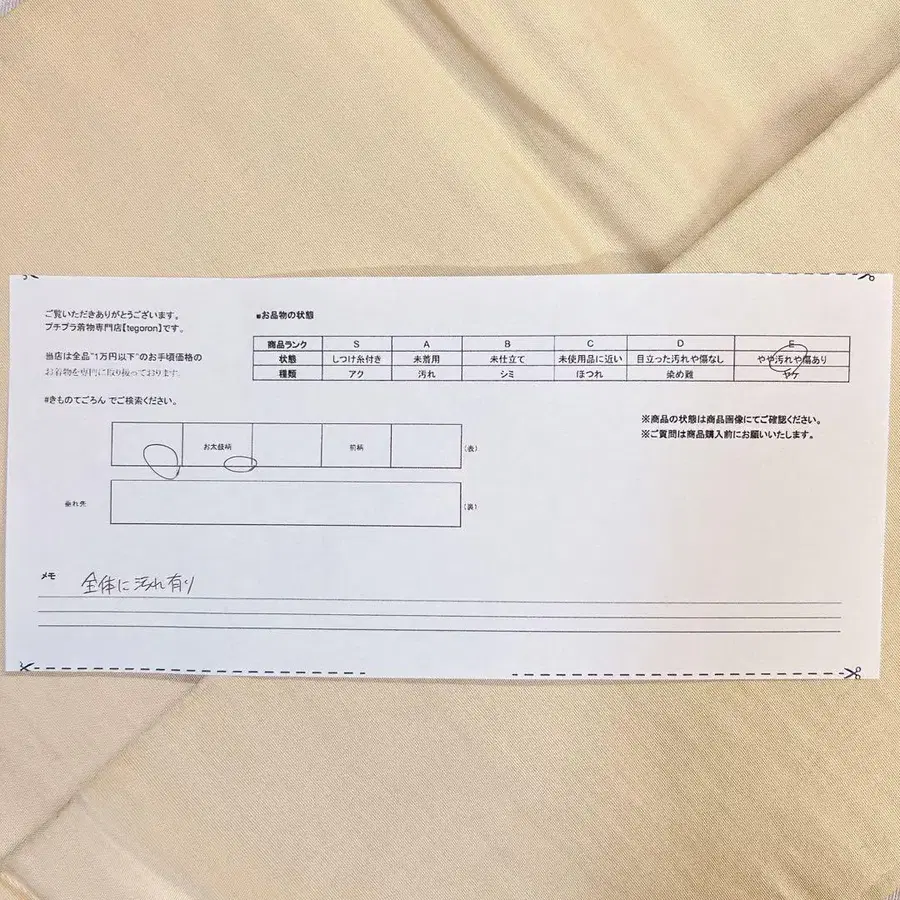 ご覧いただきありがとうございます。
プチプラ着物専門店【tegoron】です。
当店は全品"1万円以下"のお手頃価格の
お着物を専門に取り扱っております。
#きものてごろん でご検索ください。
■お品物の状態
商品ランク S A B C D E
状態 しつけ糸付き 未着用 未仕立て 未使用品に近い 目立った汚れや傷なし やや汚れや傷あり
種類 アク 汚れ シミ ほつれ 染め難 ヤケ
※商品の状態は商品画像にてご確認ください。
※ご質問は商品購入前にお願いいたします。
お太鼓柄 前柄 (表)
垂れ先 (裏)
メモ 全体に汚れ有り